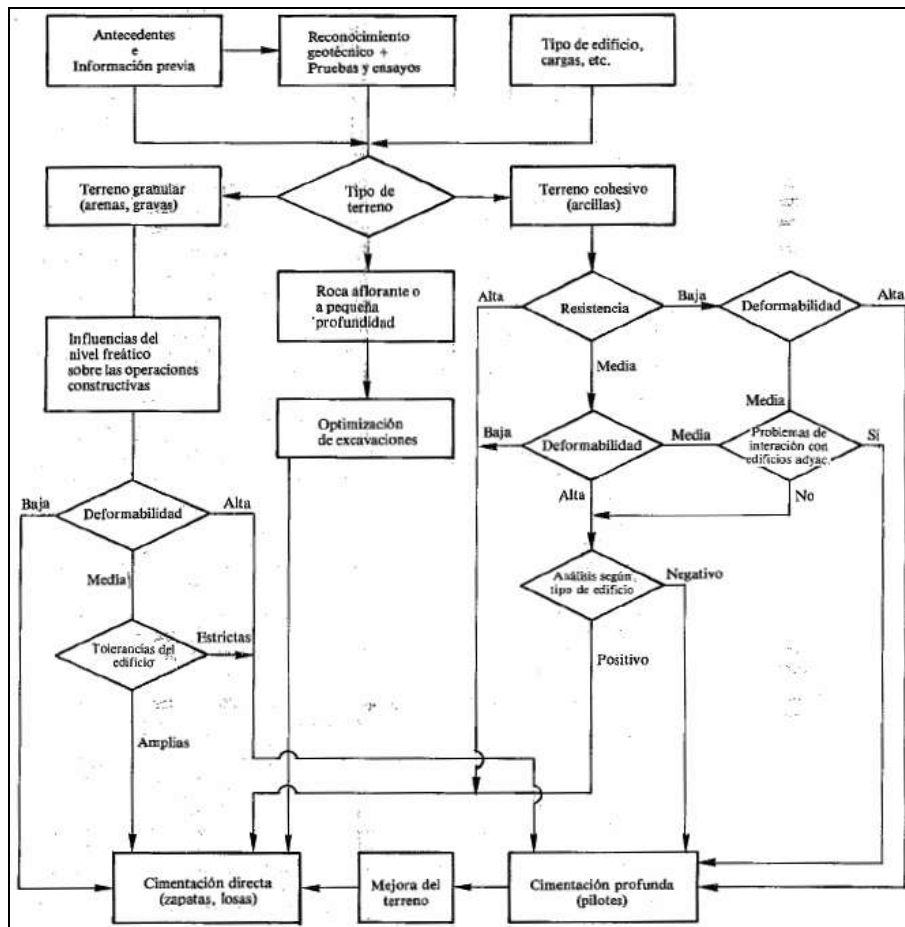 Antecedentes
e
Información previa
Reconocimiento
geotécnico +
Pruebas y ensayos
Tipo de edificio,
cargas, etc.
Terreno granular
(arenas, gravas)
Tipo de
terreno
Terreno cohesivo
(arcillas)
Roca aflorante o
a pequeña
profundidad
Alta
Resistencia
Baja
Deformabilidad
Alta
Influencias del
nivel freático
sobre las operaciones
constructivas
Media
Media
Optimización
de excavaciones
Baja
Deformabilidad
Media
Problemas de
interación con
edificios adyac.
Sí
Alta
No
Baja
Deformabilidad
Alta
Media
Análisis según
tipo de edificio
Negativo
Tolerancias del
edificio
Estrictas
Positivo
Amplias
Cimentación directa
(zapatas, losas)
Mejora del
terreno
Cimentación profunda
(pilotes)